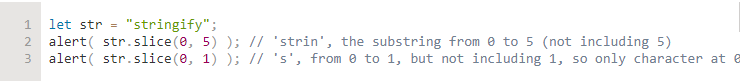 1 let str = "stringify";
2 alert( str.slice(0, 5) ); // 'strin', the substring from 0 to 5 (not including 5)
3 alert( str.slice(0, 1) ); // 's', from 0 to 1, but not including 1, so only character at 0